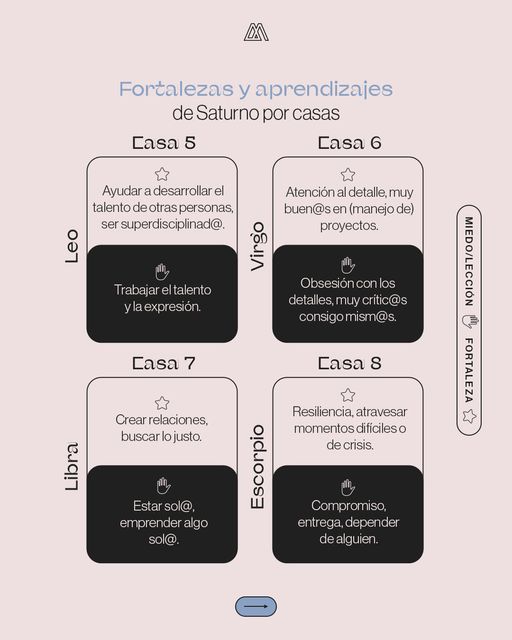 Fortalezas y aprendizajes
de Saturno por casas
Casa 5
Leo
Ayudar a desarrollar el
talento de otras personas,
ser superdisciplinad@.
Trabajar el talento
y la expresión.
Casa 6
Virgo
Atención al detalle, muy
buen@s en (manejo de)
proyectos.
Obsesión con los
detalles, muy crític@s
consigo mism@s.
Casa 7
Libra
Crear relaciones,
buscar lo justo.
Estar sol@,
emprender algo
sol@.
Casa 8
Escorpio
Resiliencia, atravesar
momentos difíciles o
de crisis.
Compromiso,
entrega, depender
de alguien.
MIEDO/LECCIÓN FORTALEZA